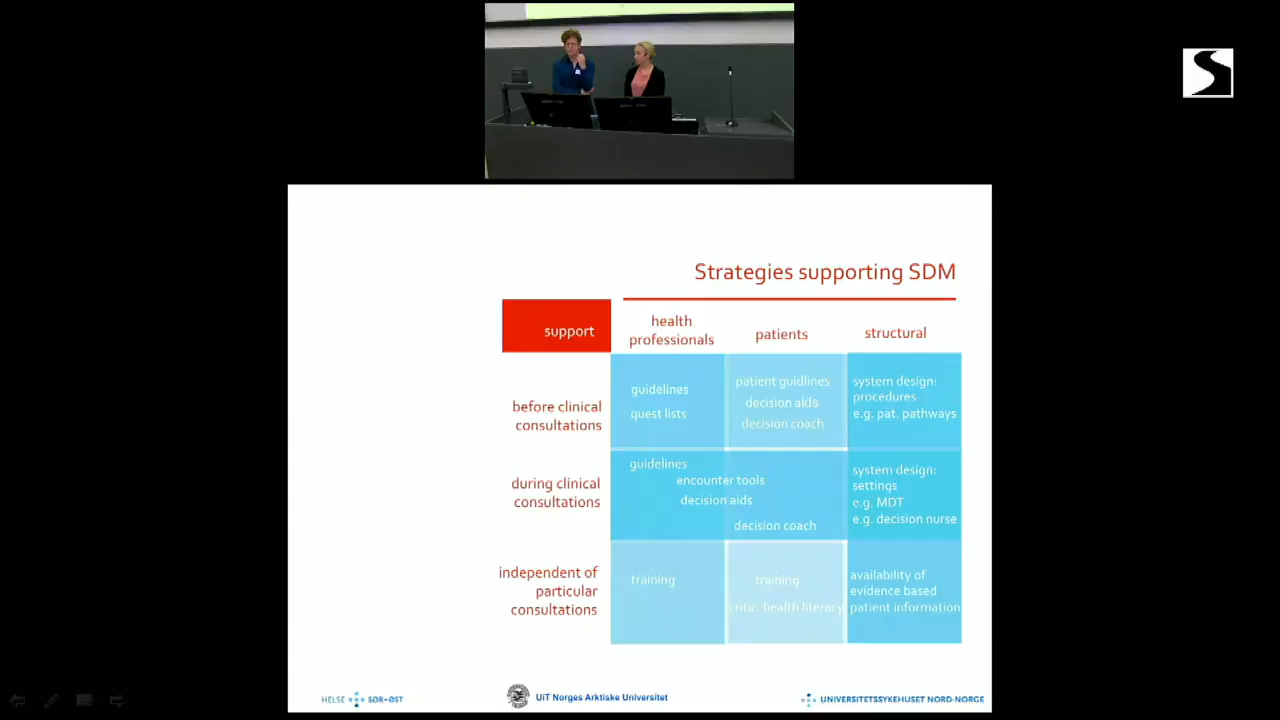 Strategies supporting SDM
support
health
professionals
patients
structural
before clinical
consultations
guidelines
quest lists
patient guidlines
decision aids
decision coach
system design:
procedures
e.g. pat. pathways
during clinical
consultations
guidelines
encounter tools
decision aids
decision coach
system design:
settings
e.g. MDT
e.g. decision nurse
independent of
particular
consultations
training
training
critic. health literacy
availability of
evidence based
patient information
HELSE SØR-ØST
UiT Norges Arktiske Universitet
UNIVERSITETSSYKEHUSET NORD-NORGE